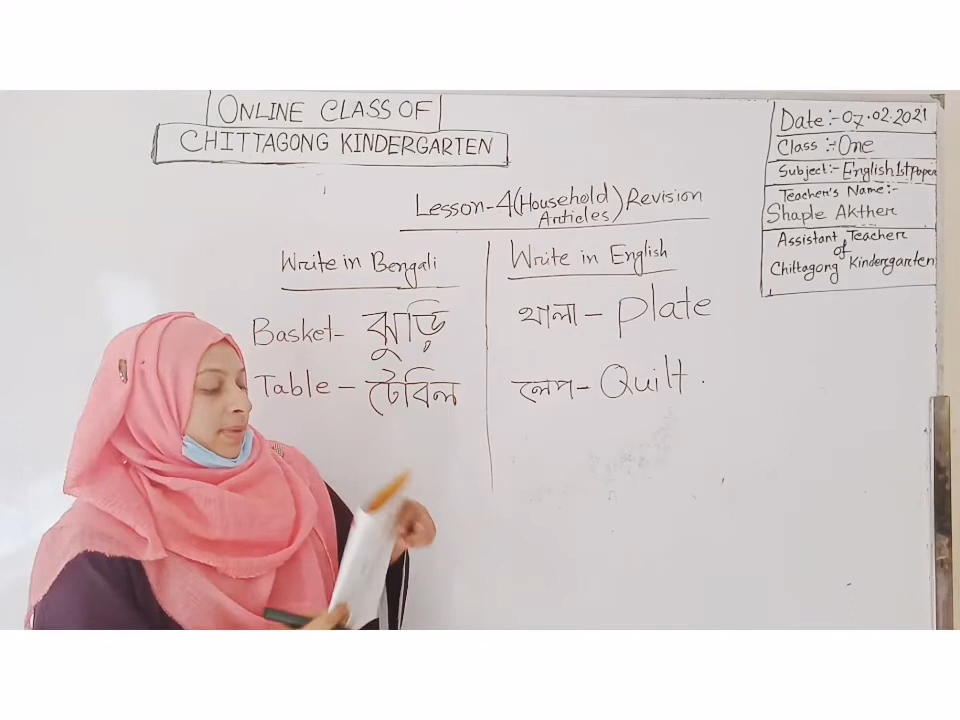 ONLINE CLASS OF
CHITTAGONG KINDERGARTEN
Date:-07.02.2021
Class:-One
Subject:-English 1st Paper
Teacher's Name:-
Shaple Akther
Assistant Teacher
of
Chittagong Kindergarten
Lesson-4(Household Articles) Revision
Write in Bengali
Basket- ঝুড়ি
Table- টেবিল
Write in English
থালা- Plate
লেপ- Quilt.